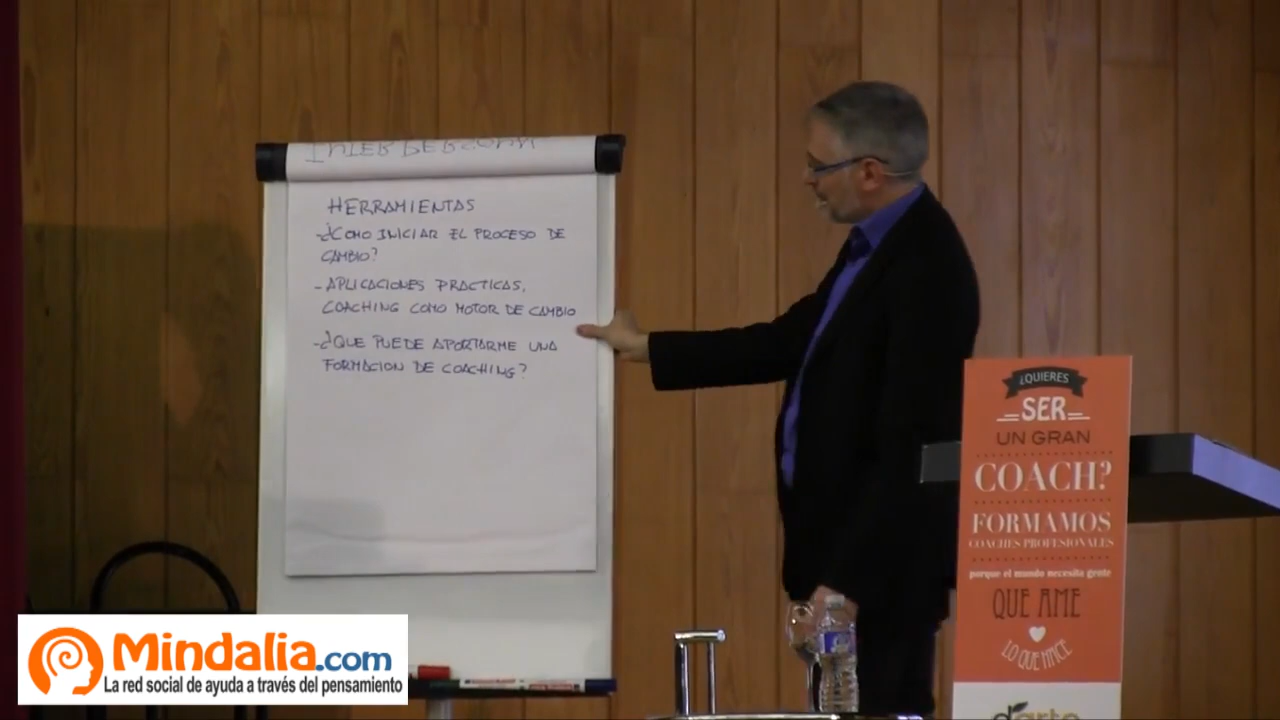 HERRAMIENTAS
-¿COMO INICIAR EL PROCESO DE
CAMBIO?
- APLICACIONES PRACTICAS,
COACHING COMO MOTOR DE CAMBIO
-¿QUE PUEDE APORTARME UNA
FORMACION DE COACHING?
¿QUIERES
SER
UN GRAN
COACH?
FORMAMOS
COACHES PROFESIONALES
porque el mundo necesita gente
QUE AME
LO QUE HACE
d'arte
Mindalia.com
La red social de ayuda a través del pensamiento